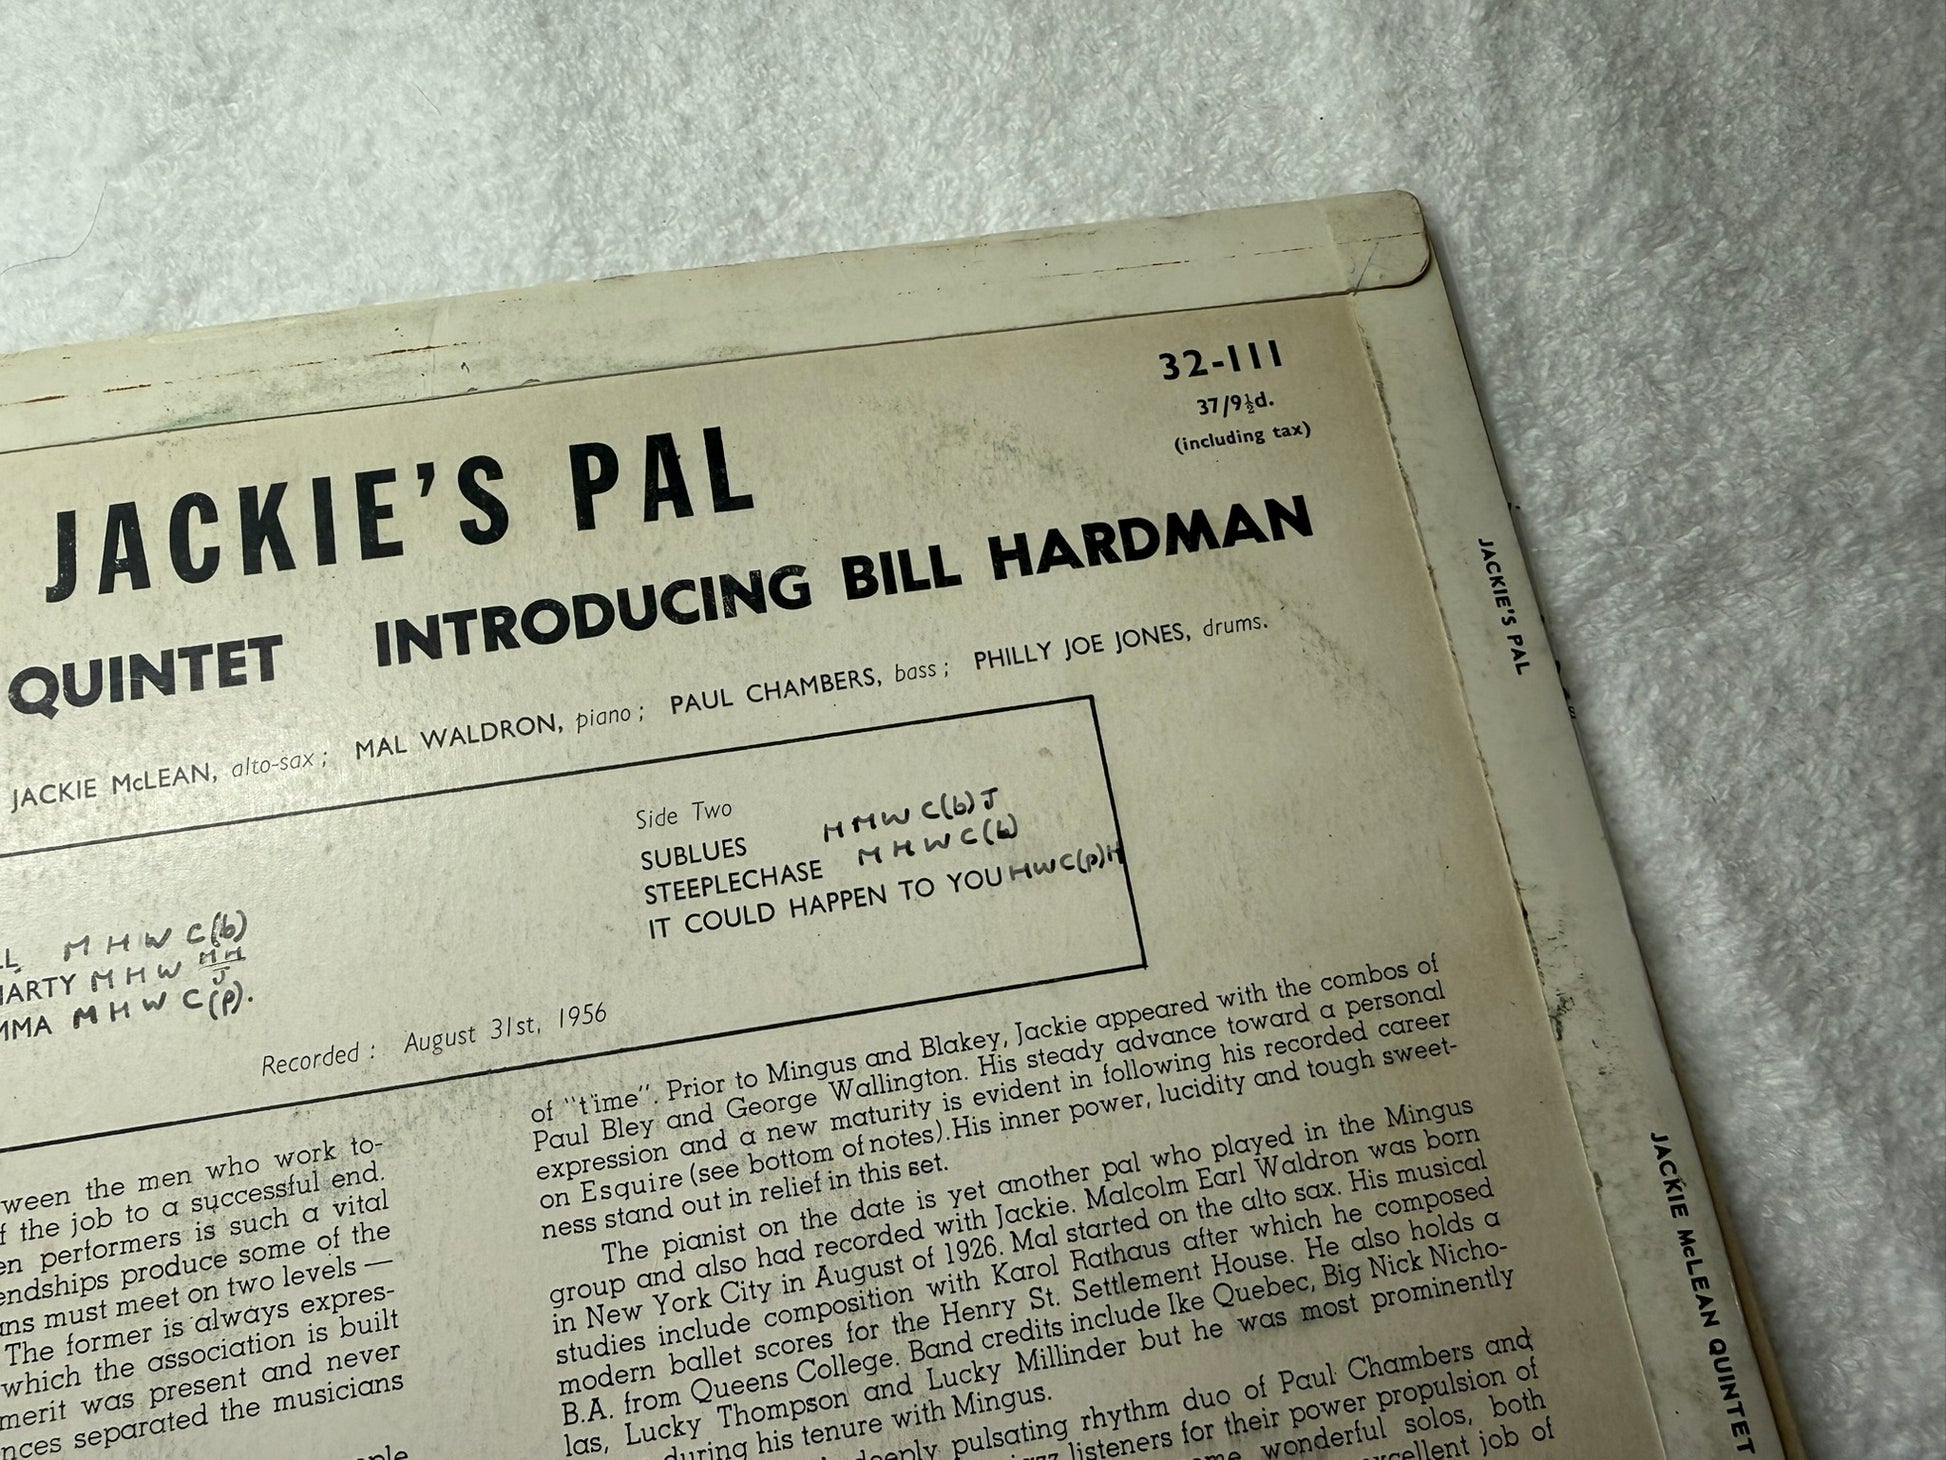 32-111
37/9½d.
(including tax)
JACKIE'S PAL
QUINTET INTRODUCING BILL HARDMAN
JACKIE McLEAN, alto-sax; MAL WALDRON, piano; PAUL CHAMBERS, bass; PHILLY JOE JONES, drums.
LL M H W C(b)
HARTY M H W H M
J
MMA M H W C(p).
Side Two
SUBLUES H M W C(b) J
STEEPLECHASE M H W C(b)
IT COULD HAPPEN TO YOU H W C(p) H
Recorded : August 31st, 1956
ween the men who work to-
f the job to a successful end.
en performers is such a vital
endships produce some of the
ans must meet on two levels —
The former is always expres-
which the association is built
merit was present and never
nces separated the musicians
ople
of "time". Prior to Mingus and Blakey, Jackie appeared with the combos of
Paul Bley and George Wallington. His steady advance toward a personal
expression and a new maturity is evident in following his recorded career
on Esquire (see bottom of notes). His inner power, lucidity and tough sweet-
ness stand out in relief in this set.
The pianist on the date is yet another pal who played in the Mingus
group and also had recorded with Jackie. Malcolm Earl Waldron was born
in New York City in August of 1926. Mal started on the alto sax. His musical
studies include composition with Karol Rathaus after which he composed
modern ballet scores for the Henry St. Settlement House. He also holds a
B.A. from Queens College. Band credits include Ike Quebec, Big Nick Nicho-
las, Lucky Thompson and Lucky Millinder but he was most prominently
during his tenure with Mingus.
deeply pulsating rhythm duo of Paul Chambers and
jazz listeners for their power propulsion of
ome wonderful solos, both
excellent job of
JACKIE'S PAL
JACKIE McLEAN QUINTET